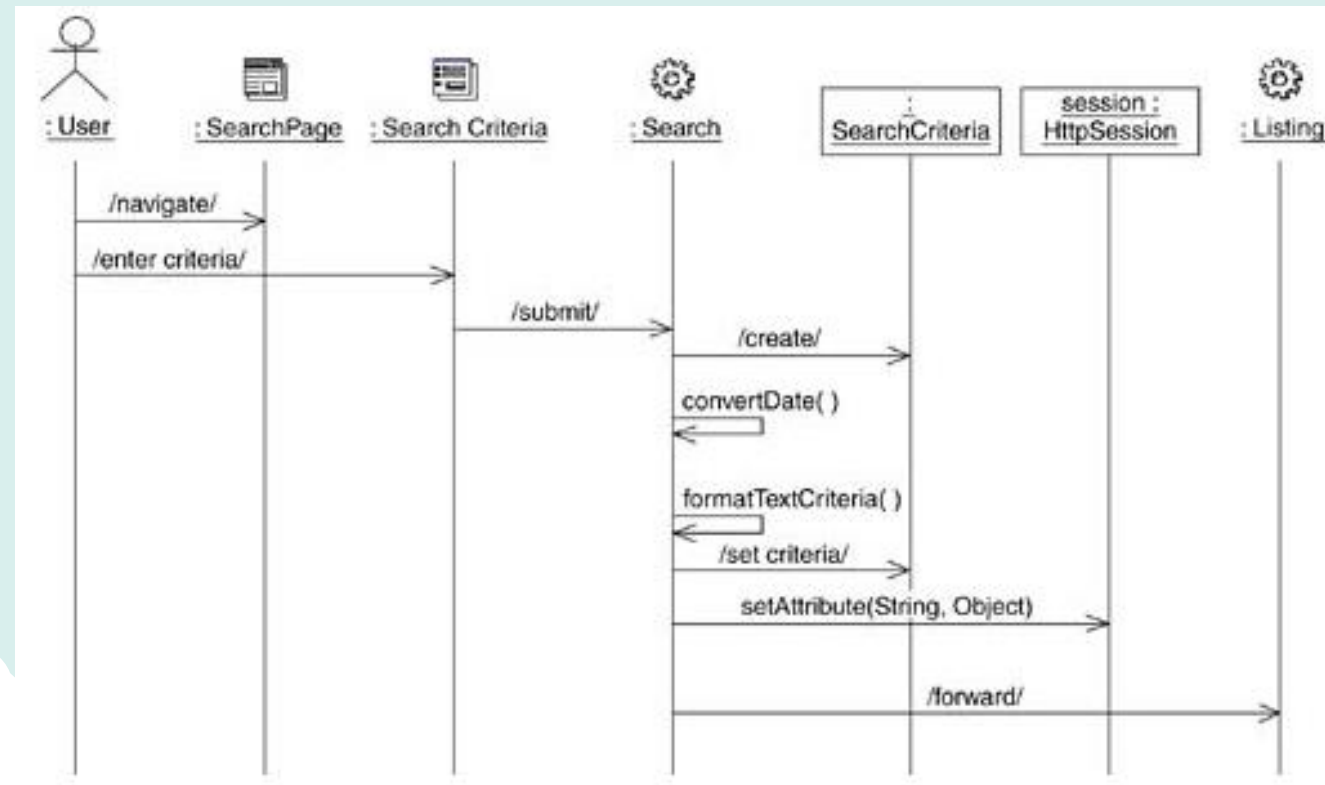 : User
: SearchPage
: Search Criteria
: Search
:
SearchCriteria
session :
HttpSession
: Listing
/navigate/
/enter criteria/
/submit/
/create/
convertDate( )
formatTextCriteria( )
/set criteria/
setAttribute(String, Object)
/forward/